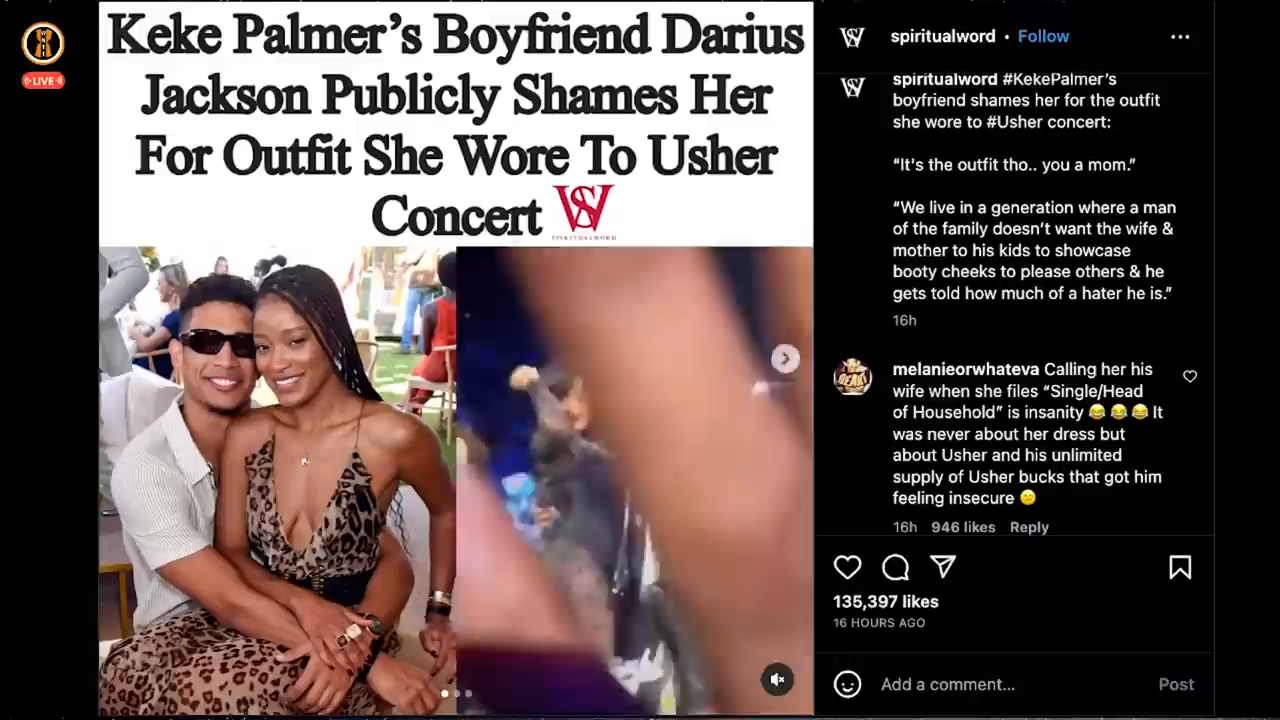 LIVE
Keke Palmer's Boyfriend Darius
Jackson Publicly Shames Her
For Outfit She Wore To Usher
Concert
SPIRITUALWORD
spiritualword • Follow
spiritualword #KekePalmer's
boyfriend shames her for the outfit
she wore to #Usher concert:
“It's the outfit tho.. you a mom.”
“We live in a generation where a man
of the family doesn't want the wife &
mother to his kids to showcase
booty cheeks to please others & he
gets told how much of a hater he is.”
16h
melanieorwhateva Calling her his
wife when she files “Single/Head
of Household” is insanity 😂😂😂 It
was never about her dress but
about Usher and his unlimited
supply of Usher bucks that got him
feeling insecure 🫤
16h 946 likes Reply
135,397 likes
16 HOURS AGO
Add a comment... Post